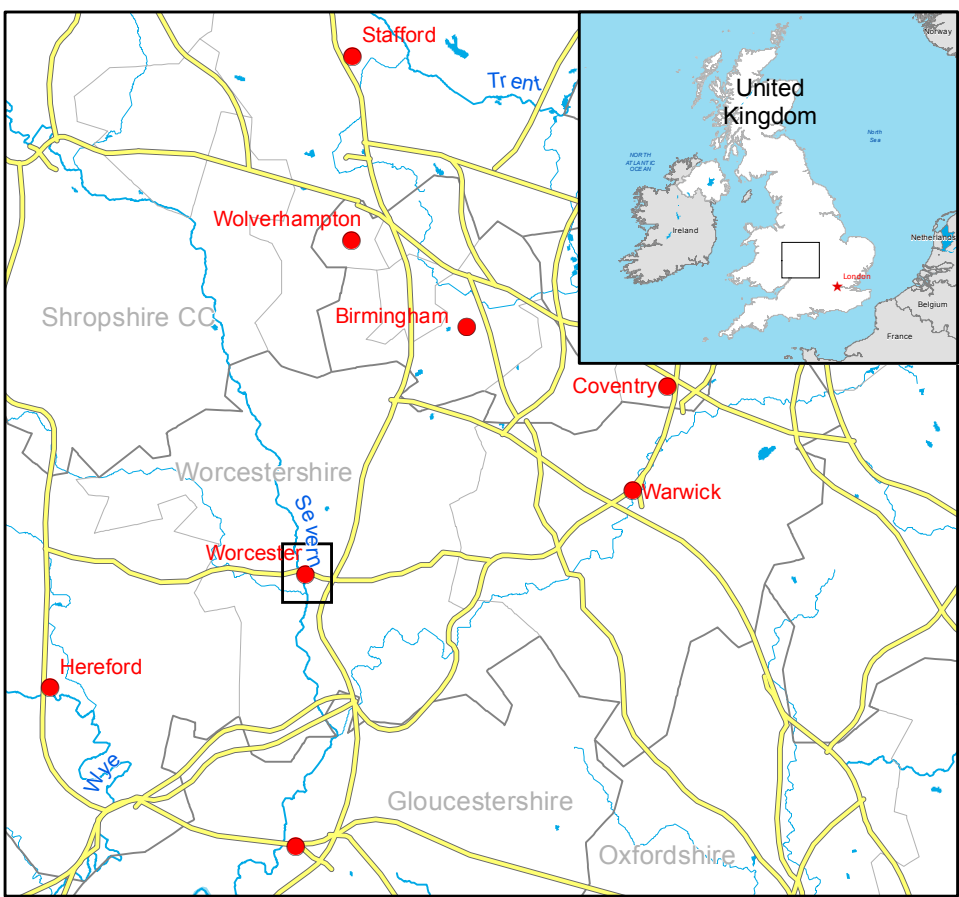 Stafford
Trent
Wolverhampton
Birmingham
Shropshire CC
Coventry
Worcestershire
Warwick
Severn
Worcester
Hereford
Wye
Gloucestershire
Oxfordshire
Norway
United
Kingdom
North
Sea
NORTH
ATLANTIC
OCEAN
Ireland
Netherlands
London
Belgium
France